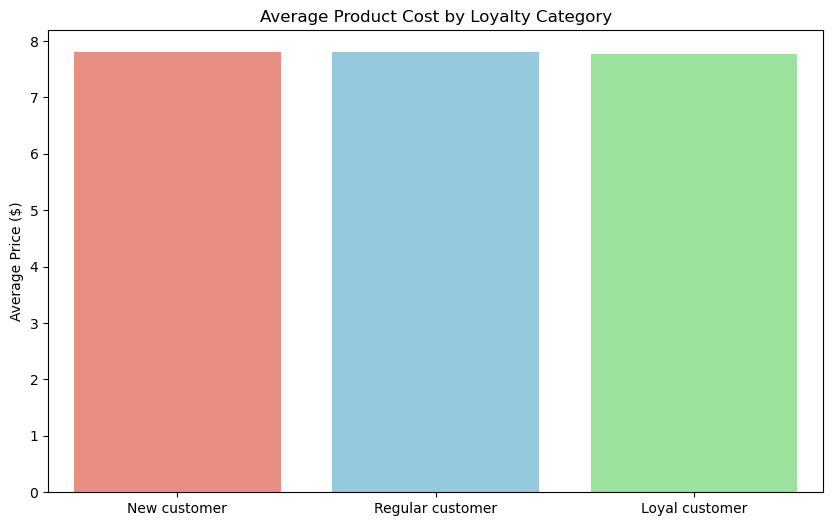 Average Product Cost by Loyalty Category
Average Price ($)
8
7
6
5
4
3
2
1
0
New customer
Regular customer
Loyal customer